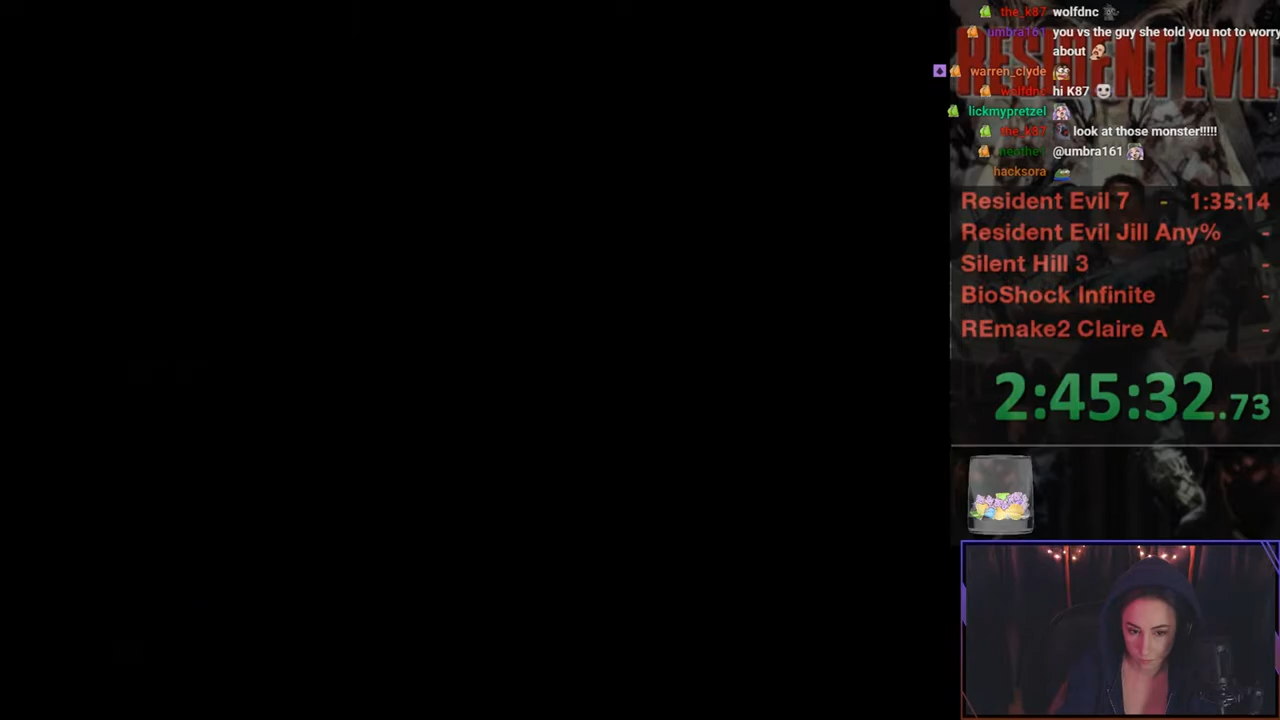 the_k87 wolfdnc
umbra161 you vs the guy she told you not to worry
about
warren_clyde
wolfdnc hi K87
lickmypretzel
the_k87 look at those monster!!!!!
@umbra161
hacksora
RESIDENT EVIL
Resident Evil 7 - 1:35:14
Resident Evil Jill Any% -
Silent Hill 3 -
BioShock Infinite -
REmake2 Claire A -
2:45:32.73